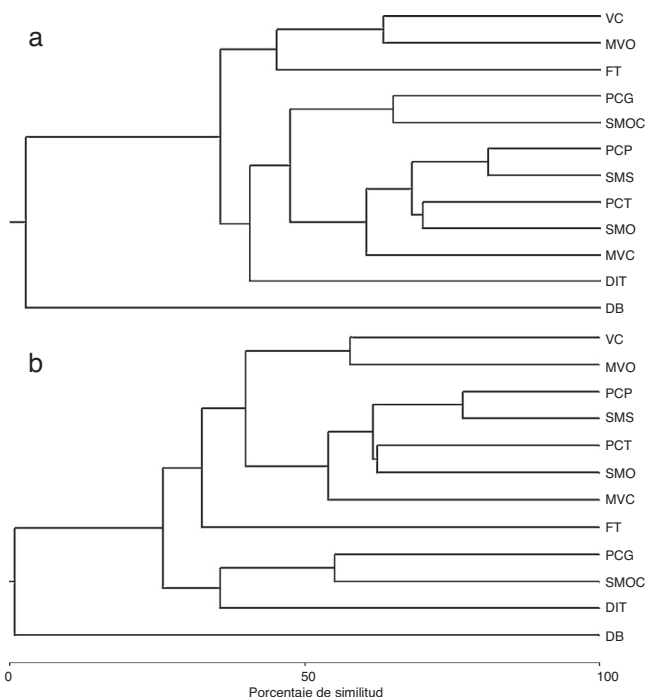 a
VC
MVO
FT
PCG
SMOC
PCP
SMS
PCT
SMO
MVC
DIT
DB
b
VC
MVO
PCP
SMS
PCT
SMO
MVC
FT
PCG
SMOC
DIT
DB
0 50 100
Porcentaie de similitud